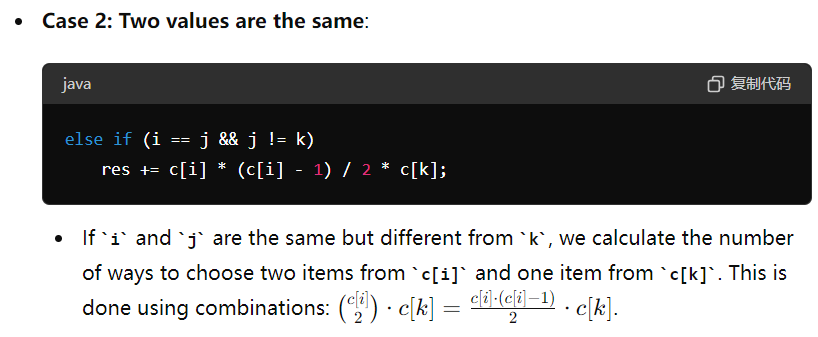 • Case 2: Two values are the same:
java 复制代码
else if (i == j && j != k)
res += c[i] * (c[i] - 1) / 2 * c[k];
• If `i` and `j` are the same but different from `k`, we calculate the number
of ways to choose two items from `c[i]` and one item from `c[k]`. This is
done using combinations: $\binom{c[i]}{2} \cdot c[k] = \frac{c[i]\cdot(c[i]-1)}{2} \cdot c[k]$.